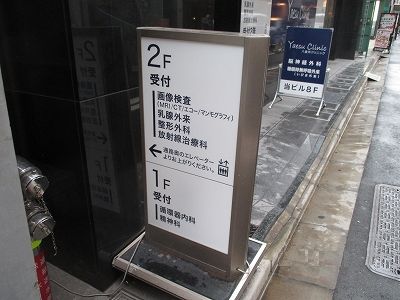 2F
受付
画像検査
(MRI/CT/エコー/マンモグラフィ)
乳腺外来
整形外科
放射線治療科
← 通路奥のエレベーター
よりお上がりください。
1F
受付
循環器内科
精神科
Yaesu Clinic
脳神経外科
当ビル8F